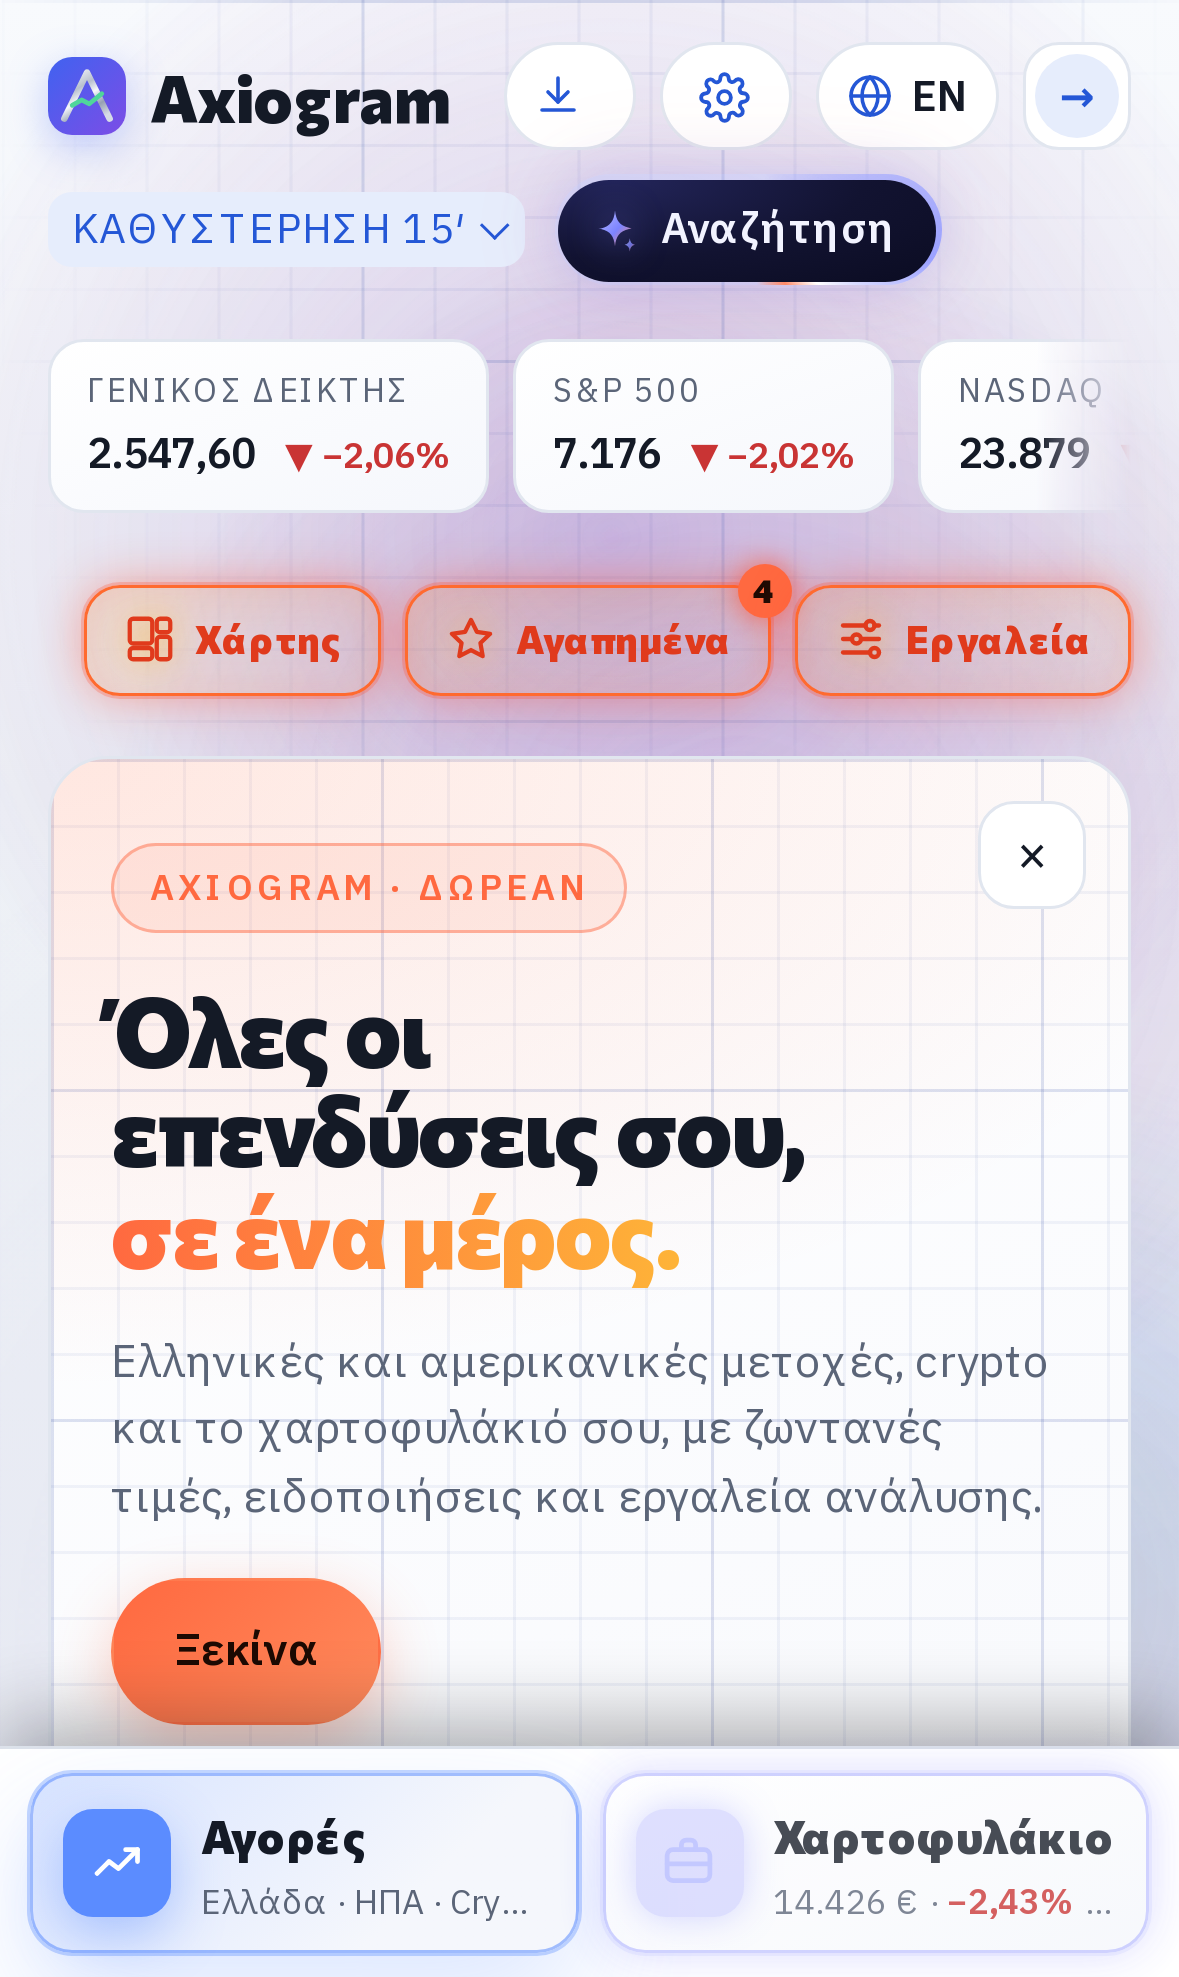 Axiogram
EN
→
ΚΑΘΥΣΤΕΡΗΣΗ 15′
Αναζήτηση
ΓΕΝΙΚΟΣ ΔΕΙΚΤΗΣ
2.547,60 ▼ −2,06%
S&P 500
7.176 ▼ −2,02%
NASDAQ
23.879
Χάρτης
Αγαπημένα
4
Εργαλεία
×
AXIOGRAM · ΔΩΡΕΑΝ
Όλες οι
επενδύσεις σου,
σε ένα μέρος.
Ελληνικές και αμερικανικές μετοχές, crypto
και το χαρτοφυλάκιό σου, με ζωντανές
τιμές, ειδοποιήσεις και εργαλεία ανάλυσης.
Ξεκίνα
Αγορές
Ελλάδα · ΗΠΑ · Cry...
Χαρτοφυλάκιο
14.426 € · −2,43% ...